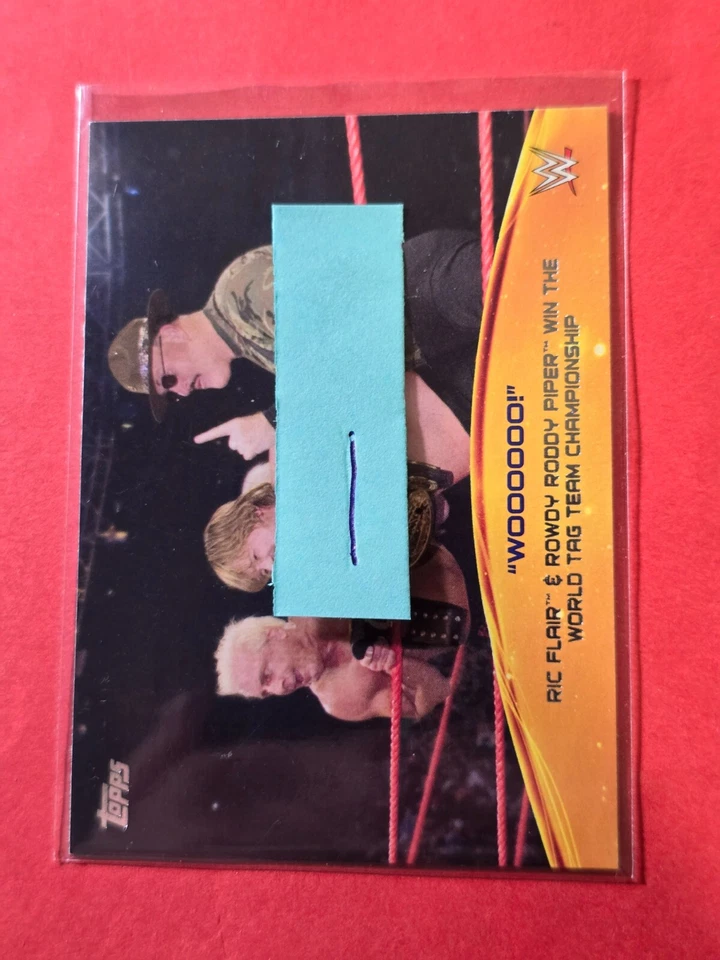 "WOOOOOO!"
RIC FLAIR™ & ROWDY RODDY PIPER™ WIN THE
WORLD TAG TEAM CHAMPIONSHIP
W
Topps